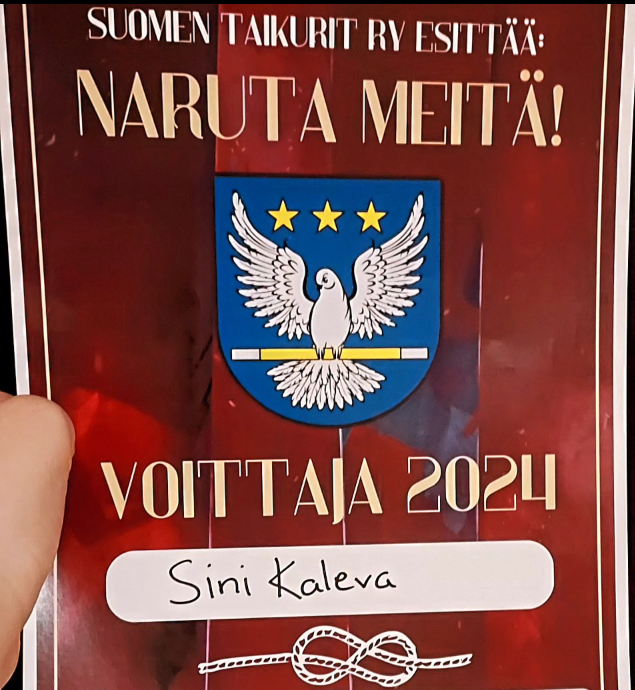 SUOMEN TAIKURIT RY ESITTÄÄ:
NARUTA MEITÄ!
VOITTAJA 2024
Sini Kaleva